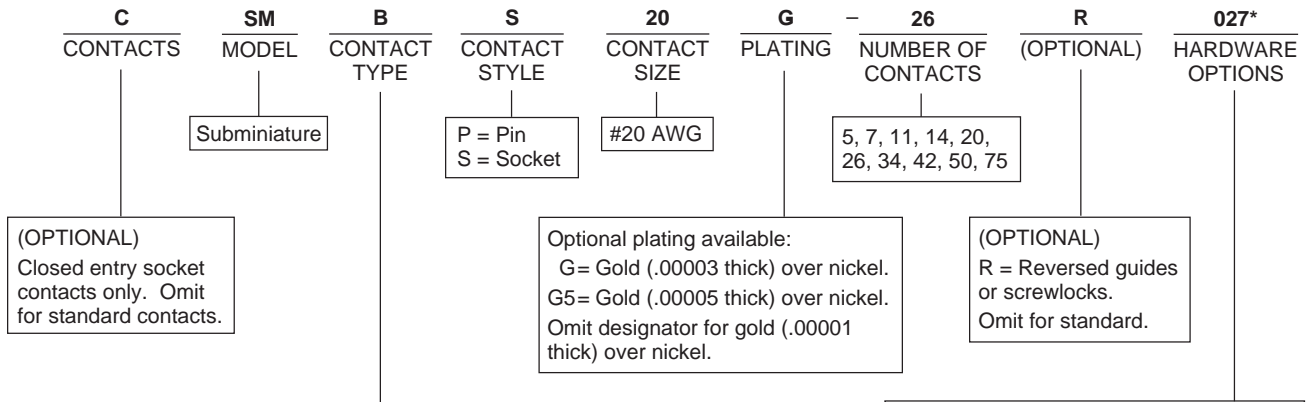 C SM B S 20 G – 26 R 027*
CONTACTS MODEL CONTACT CONTACT CONTACT PLATING NUMBER OF (OPTIONAL) HARDWARE
TYPE STYLE SIZE CONTACTS OPTIONS
Subminiature
P = Pin
S = Socket
#20 AWG
5, 7, 11, 14, 20,
26, 34, 42, 50, 75
(OPTIONAL)
Closed entry socket
contacts only. Omit
for standard contacts.
Optional plating available:
G= Gold (.00003 thick) over nickel.
G5= Gold (.00005 thick) over nickel.
Omit designator for gold (.00001
thick) over nickel.
(OPTIONAL)
R = Reversed guides
or screwlocks.
Omit for standard.